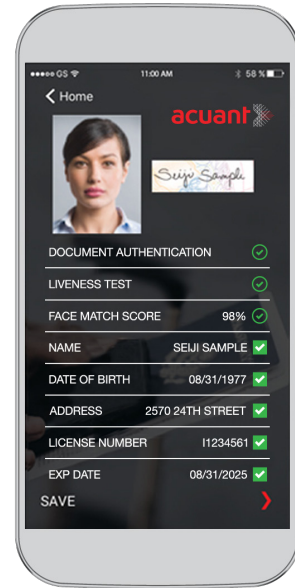 GS 11:00 AM 58 %
Home
acuant
Seiji Sample
DOCUMENT AUTHENTICATION
LIVENESS TEST
FACE MATCH SCORE 98%
NAME SEIJI SAMPLE
DATE OF BIRTH 08/31/1977
ADDRESS 2570 24TH STREET
LICENSE NUMBER I1234561
EXP DATE 08/31/2025
SAVE